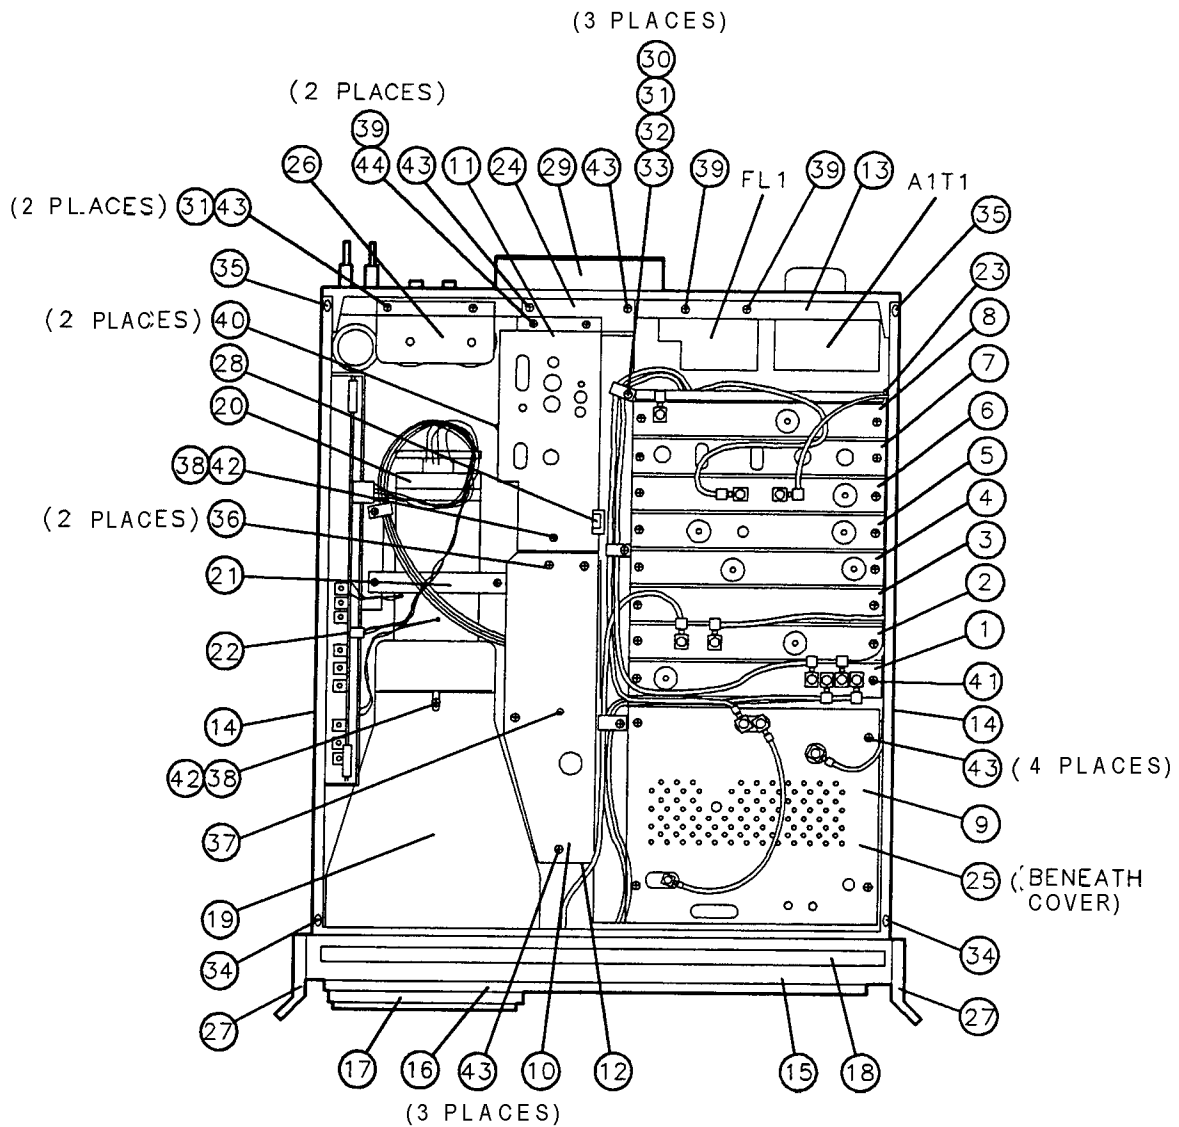 (3 PLACES)
30
31
(2 PLACES)
32
39
26 44 43 11 24 29 43 33 39 FL1 39 13 A1T1
(2 PLACES) 31 43
35
35
23
(2 PLACES) 40
8
28
7
20
6
38 42
5
4
(2 PLACES) 36
3
21
2
22
1
41
14
14
42 38
43 (4 PLACES)
37
9
25 (BENEATH
COVER)
19
34
34
27
27
17 16 43 10 12 15 18
(3 PLACES)